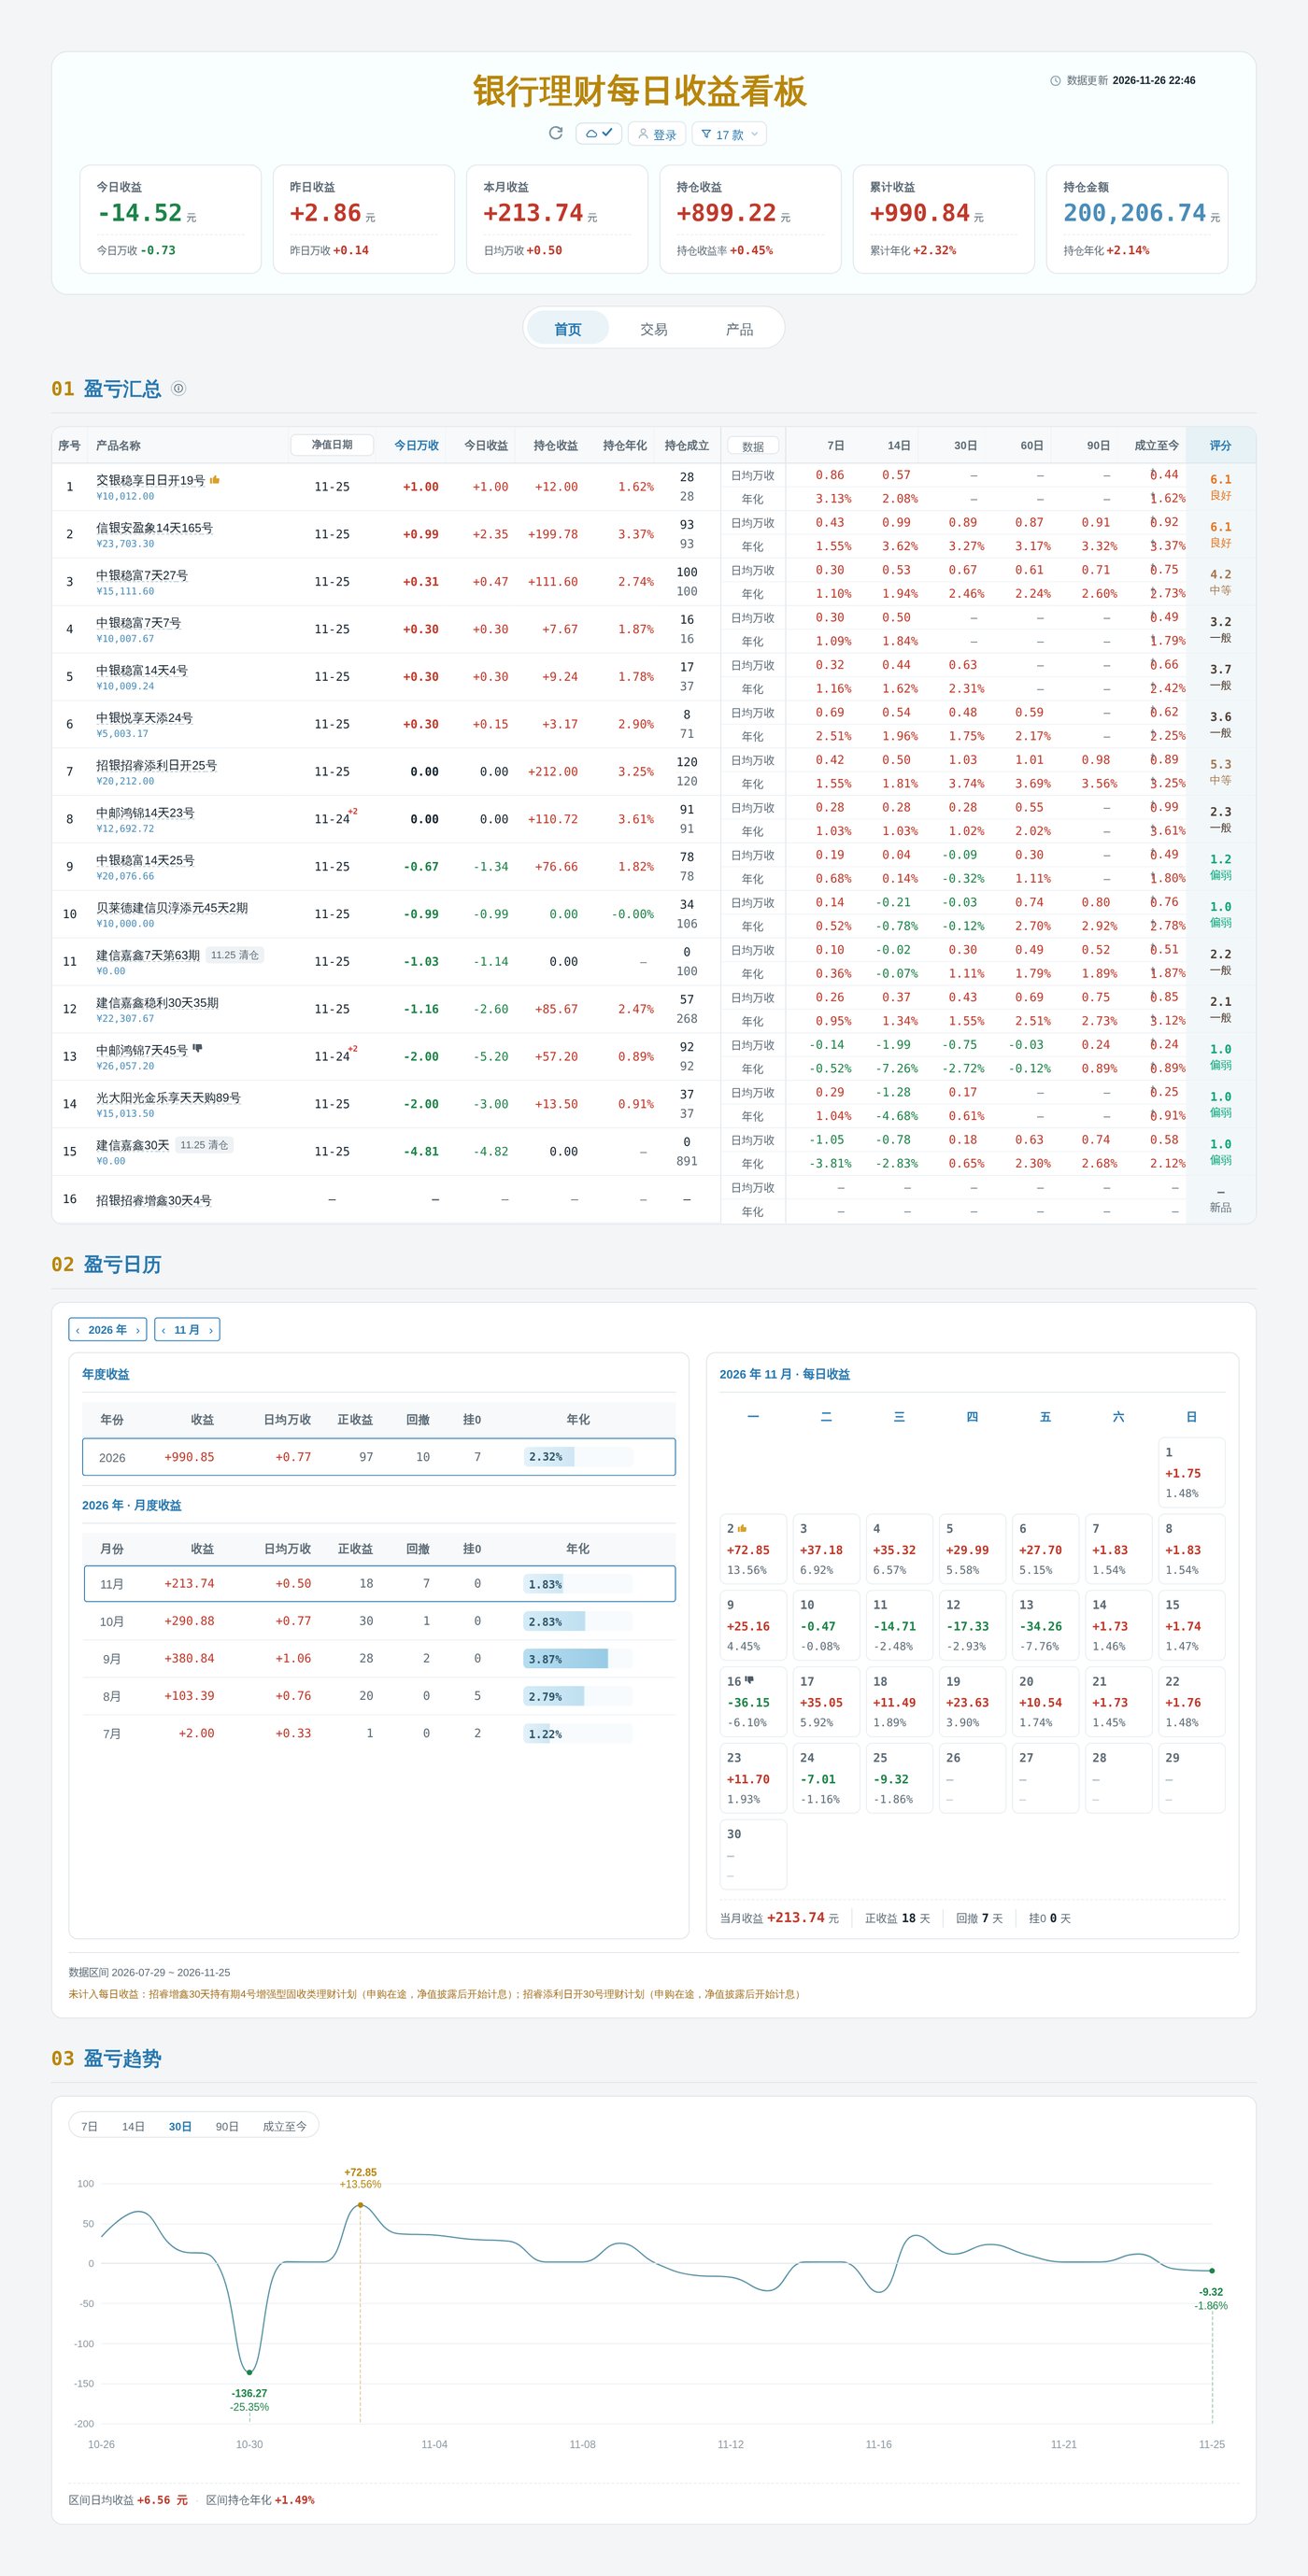 银行理财每日收益看板
数据更新 2026-11-26 22:46
登录 17 款
今日收益 昨日收益 本月收益 持仓收益 累计收益 持仓金额
-14.52 元 +2.86 元 +213.74 元 +899.22 元 +990.84 元 200,206.74 元
今日万收 -0.73 昨日万收 +0.14 日均万收 +0.50 持仓收益率 +0.45% 累计年化 +2.32% 持仓年化 +2.14%
首页 交易 产品
01 盈亏汇总
序号 产品名称 净值日期 今日万收 今日收益 持仓收益 持仓年化 持仓成立 数据 7日 14日 30日 60日 90日 成立至今 评分
1 交银稳享日日开19号 11-25 +1.00 +1.00 +12.00 1.62% 28 日均万收 0.86 0.57 – – – 0.44 6.1
¥10,012.00 28 年化 3.13% 2.08% – – – 1.62% 良好
2 信银安盈象14天165号 11-25 +0.99 +2.35 +199.78 3.37% 93 日均万收 0.43 0.99 0.89 0.87 0.91 0.92 6.1
¥23,703.30 93 年化 1.55% 3.62% 3.27% 3.17% 3.32% 3.37% 良好
3 中银稳富7天27号 11-25 +0.31 +0.47 +111.60 2.74% 100 日均万收 0.30 0.53 0.67 0.61 0.71 0.75 4.2
¥15,111.60 100 年化 1.10% 1.94% 2.46% 2.24% 2.60% 2.73% 中等
4 中银稳富7天7号 11-25 +0.30 +0.30 +7.67 1.87% 16 日均万收 0.30 0.50 – – – 0.49 3.2
¥10,007.67 16 年化 1.09% 1.84% – – – 1.79% 一般
5 中银稳富14天4号 11-25 +0.30 +0.30 +9.24 1.78% 17 日均万收 0.32 0.44 0.63 – – 0.66 3.7
¥10,009.24 37 年化 1.16% 1.62% 2.31% – – 2.42% 一般
6 中银悦享天添24号 11-25 +0.30 +0.15 +3.17 2.90% 8 日均万收 0.69 0.54 0.48 0.59 – 0.62 3.6
¥5,003.17 71 年化 2.51% 1.96% 1.75% 2.17% – 2.25% 一般
7 招银招睿添利日开25号 11-25 0.00 0.00 +212.00 3.25% 120 日均万收 0.42 0.50 1.03 1.01 0.98 0.89 5.3
¥20,212.00 120 年化 1.55% 1.81% 3.74% 3.69% 3.56% 3.25% 中等
8 中邮鸿锦14天23号 11-24+2 0.00 0.00 +110.72 3.61% 91 日均万收 0.28 0.28 0.28 0.55 – 0.99 2.3
¥12,692.72 91 年化 1.03% 1.03% 1.02% 2.02% – 3.61% 一般
9 中银稳富14天25号 11-25 -0.67 -1.34 +76.66 1.82% 78 日均万收 0.19 0.04 -0.09 0.30 – 0.49 1.2
¥20,076.66 78 年化 0.68% 0.14% -0.32% 1.11% – 1.80% 偏弱
10 贝莱德建信贝淳添元45天2期 11-25 -0.99 -0.99 0.00 -0.00% 34 日均万收 0.14 -0.21 -0.03 0.74 0.80 0.76 1.0
¥10,000.00 106 年化 0.52% -0.78% -0.12% 2.70% 2.92% 2.78% 偏弱
11 建信嘉鑫7天第63期 11.25 清仓 11-25 -1.03 -1.14 0.00 – 0 日均万收 0.10 -0.02 0.30 0.49 0.52 0.51 2.2
¥0.00 100 年化 0.36% -0.07% 1.11% 1.79% 1.89% 1.87% 一般
12 建信嘉鑫稳利30天35期 11-25 -1.16 -2.60 +85.67 2.47% 57 日均万收 0.26 0.37 0.43 0.69 0.75 0.85 2.1
¥22,307.67 268 年化 0.95% 1.34% 1.55% 2.51% 2.73% 3.12% 一般
13 中邮鸿锦7天45号 11-24+2 -2.00 -5.20 +57.20 0.89% 92 日均万收 -0.14 -1.99 -0.75 -0.03 0.24 0.24 1.0
¥26,057.20 92 年化 -0.52% -7.26% -2.72% -0.12% 0.89% 0.89% 偏弱
14 光大阳光金乐享天天购89号 11-25 -2.00 -3.00 +13.50 0.91% 37 日均万收 0.29 -1.28 0.17 – – 0.25 1.0
¥15,013.50 37 年化 1.04% -4.68% 0.61% – – 0.91% 偏弱
15 建信嘉鑫30天 11.25 清仓 11-25 -4.81 -4.82 0.00 – 0 日均万收 -1.05 -0.78 0.18 0.63 0.74 0.58 1.0
¥0.00 891 年化 -3.81% -2.83% 0.65% 2.30% 2.68% 2.12% 偏弱
16 招银招睿增鑫30天4号 – – – – – – 日均万收 – – – – – – –
年化 – – – – – – 新品
02 盈亏日历
‹ 2026 年 › ‹ 11 月 ›
年度收益
年份 收益 日均万收 正收益 回撤 挂0 年化
2026 +990.85 +0.77 97 10 7 2.32%
2026 年 · 月度收益
月份 收益 日均万收 正收益 回撤 挂0 年化
11月 +213.74 +0.50 18 7 0 1.83%
10月 +290.88 +0.77 30 1 0 2.83%
9月 +380.84 +1.06 28 2 0 3.87%
8月 +103.39 +0.76 20 0 5 2.79%
7月 +2.00 +0.33 1 0 2 1.22%
2026 年 11 月 · 每日收益
一 二 三 四 五 六 日
1
+1.75
1.48%
2 3 4 5 6 7 8
+72.85 +37.18 +35.32 +29.99 +27.70 +1.83 +1.83
13.56% 6.92% 6.57% 5.58% 5.15% 1.54% 1.54%
9 10 11 12 13 14 15
+25.16 -0.47 -14.71 -17.33 -34.26 +1.73 +1.74
4.45% -0.08% -2.48% -2.93% -7.76% 1.46% 1.47%
16 17 18 19 20 21 22
-36.15 +35.05 +11.49 +23.63 +10.54 +1.73 +1.76
-6.10% 5.92% 1.89% 3.90% 1.74% 1.45% 1.48%
23 24 25 26 27 28 29
+11.70 -7.01 -9.32 – – – –
1.93% -1.16% -1.86% – – – –
30
–
–
当月收益 +213.74 元 正收益 18 天 回撤 7 天 挂0 0 天
数据区间 2026-07-29 ~ 2026-11-25
未计入每日收益：招睿增鑫30天持有期4号增强型固收类理财计划（申购在途，净值披露后开始计息）；招睿添利日开30号理财计划（申购在途，净值披露后开始计息）
03 盈亏趋势
7日 14日 30日 90日 成立至今
+72.85
+13.56%
100
50
0
-50
-100
-150
-200
-9.32
-1.86%
-136.27
-25.35%
10-26 10-30 11-04 11-08 11-12 11-16 11-21 11-25
区间日均收益 +6.56 元 · 区间持仓年化 +1.49%